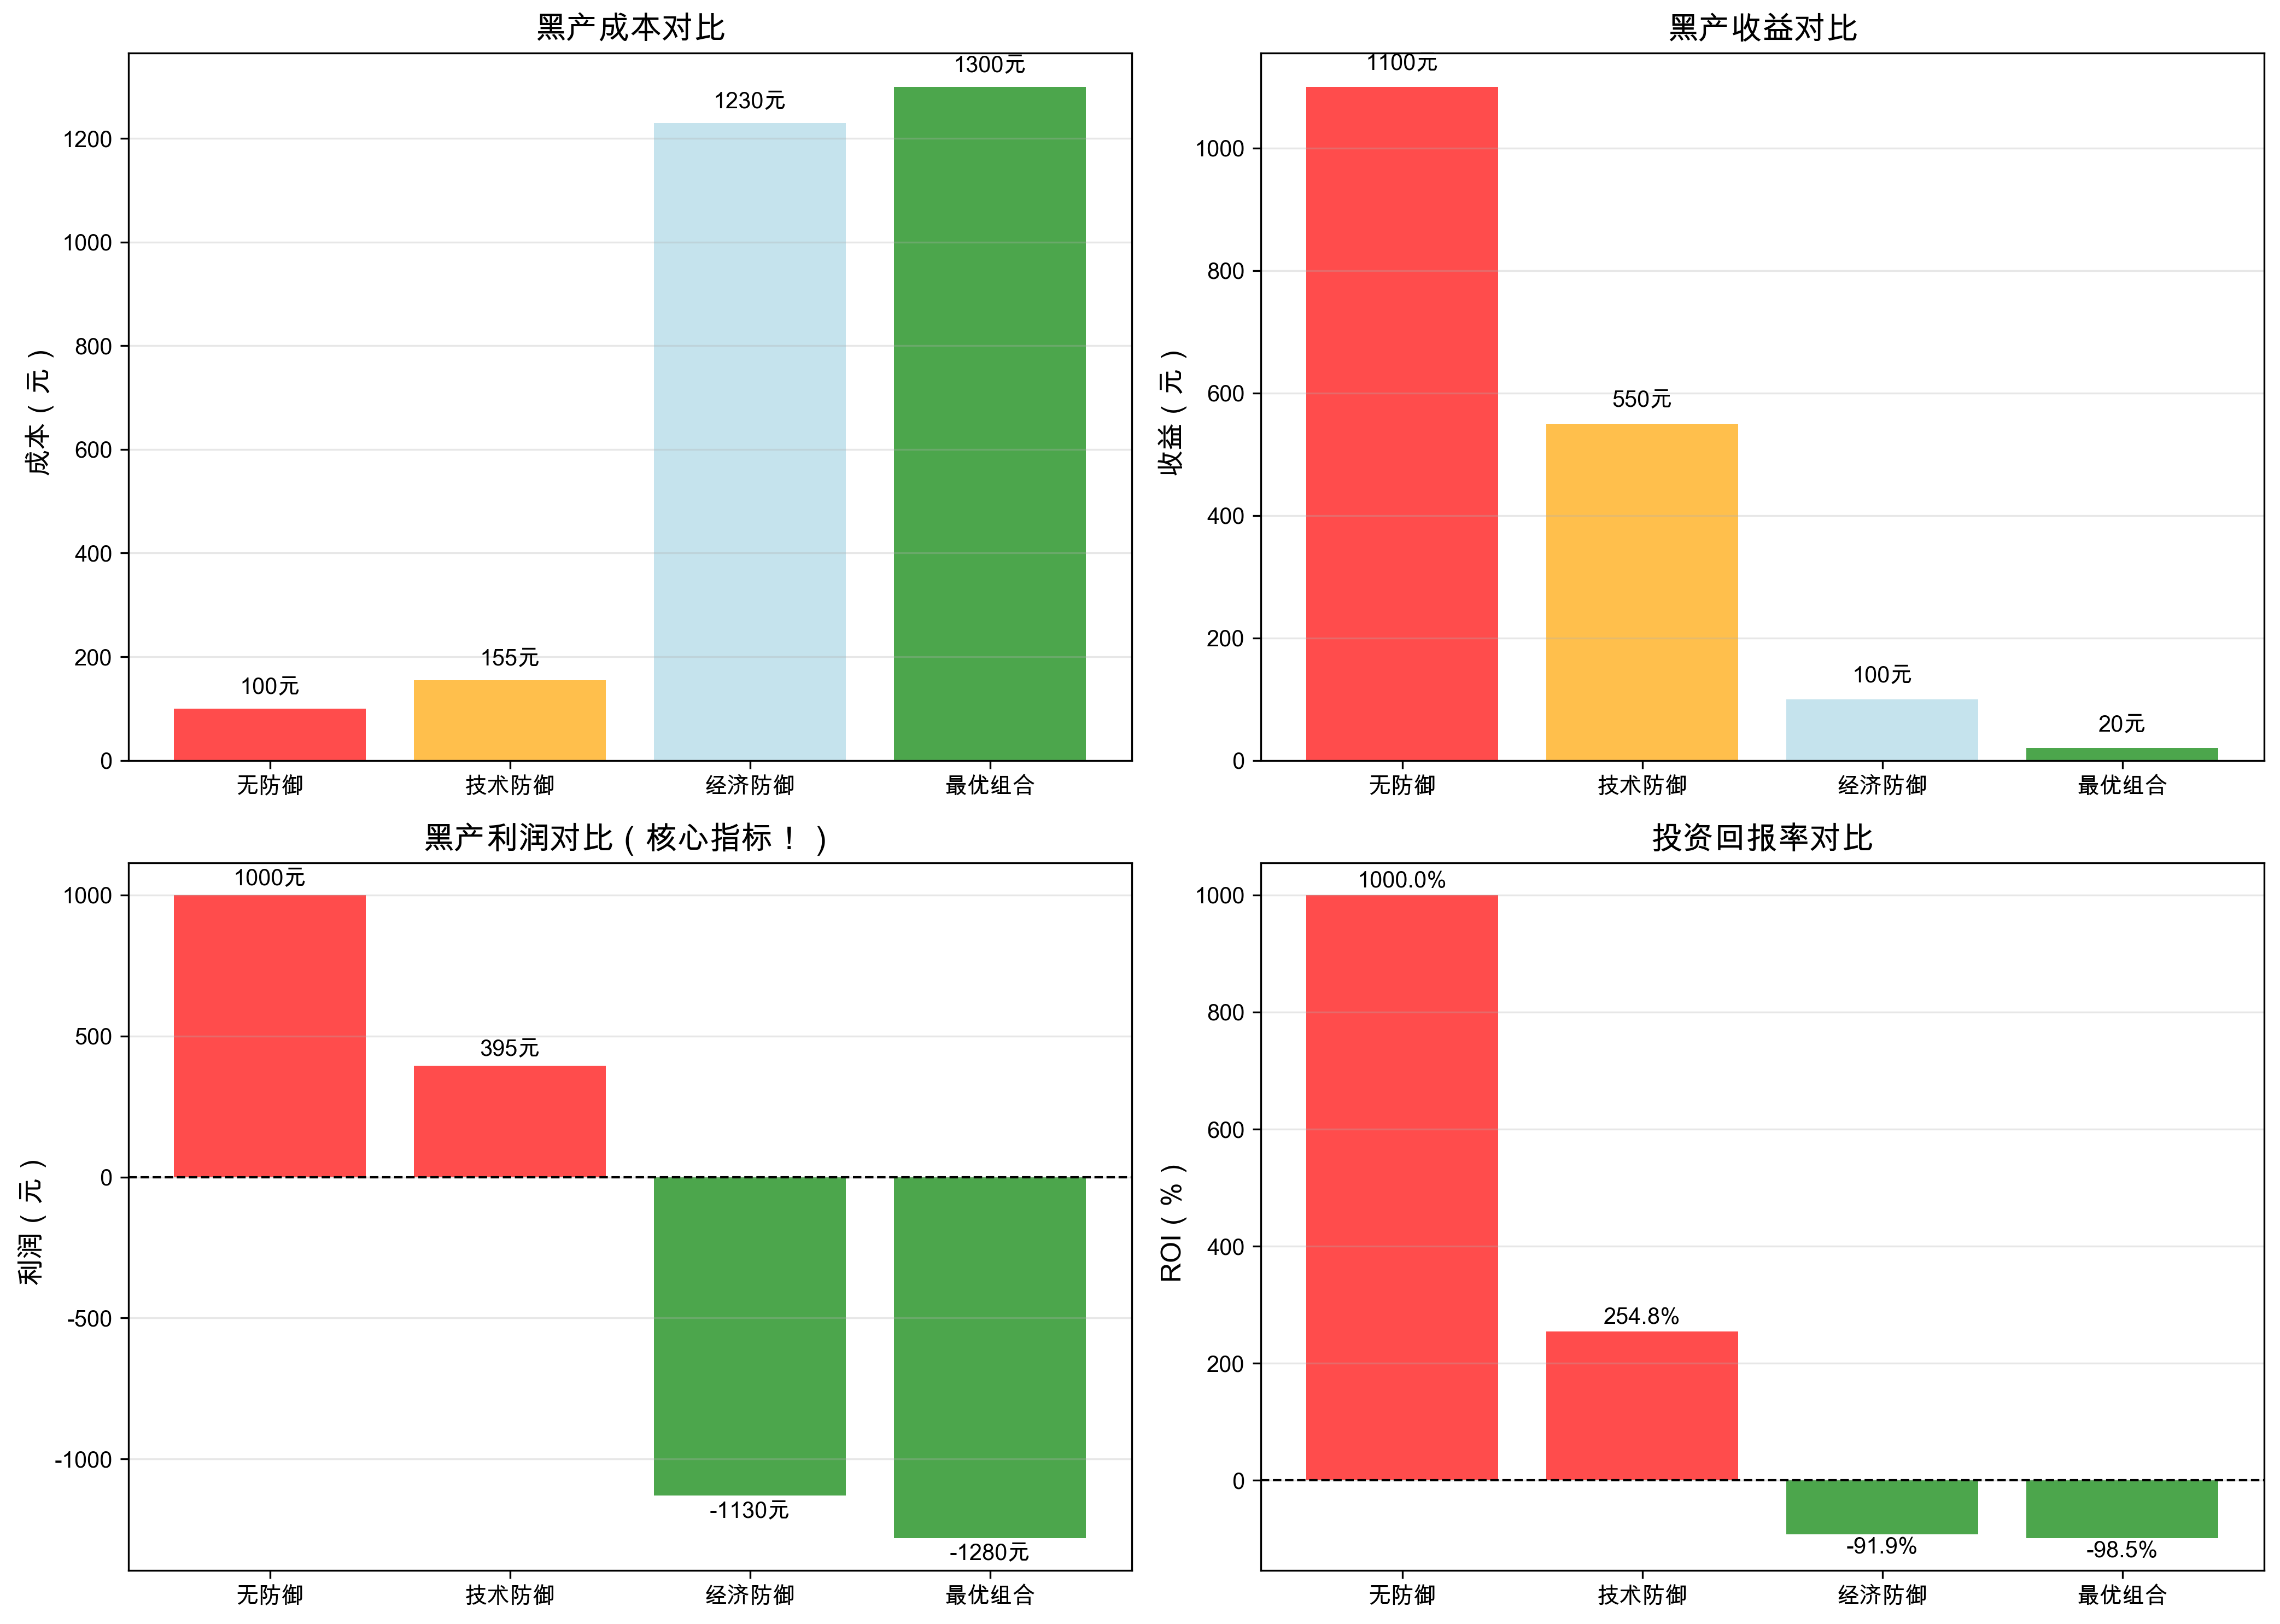 黑产成本对比
成本（元）
1200
1000
800
600
400
200
0
100元
155元
1230元
1300元
无防御
技术防御
经济防御
最优组合
黑产收益对比
收益（元）
1000
800
600
400
200
0
1100元
550元
100元
20元
无防御
技术防御
经济防御
最优组合
黑产利润对比（核心指标！）
利润（元）
1000
500
0
-500
-1000
1000元
395元
-1130元
-1280元
无防御
技术防御
经济防御
最优组合
投资回报率对比
ROI（%）
1000
800
600
400
200
0
1000.0%
254.8%
-91.9%
-98.5%
无防御
技术防御
经济防御
最优组合